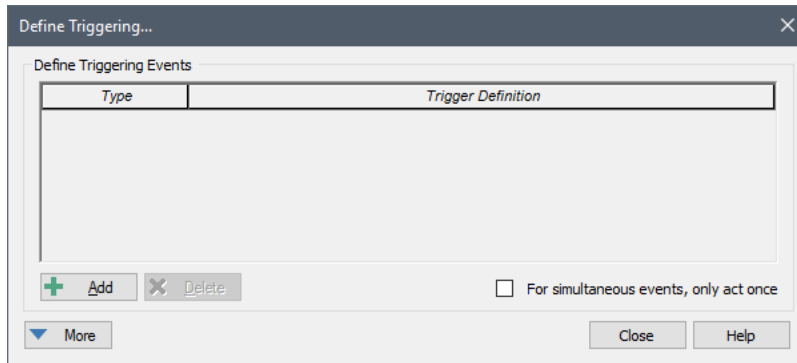 Define Triggering...
Define Triggering Events
Type Trigger Definition
Add Delete For simultaneous events, only act once
More Close Help